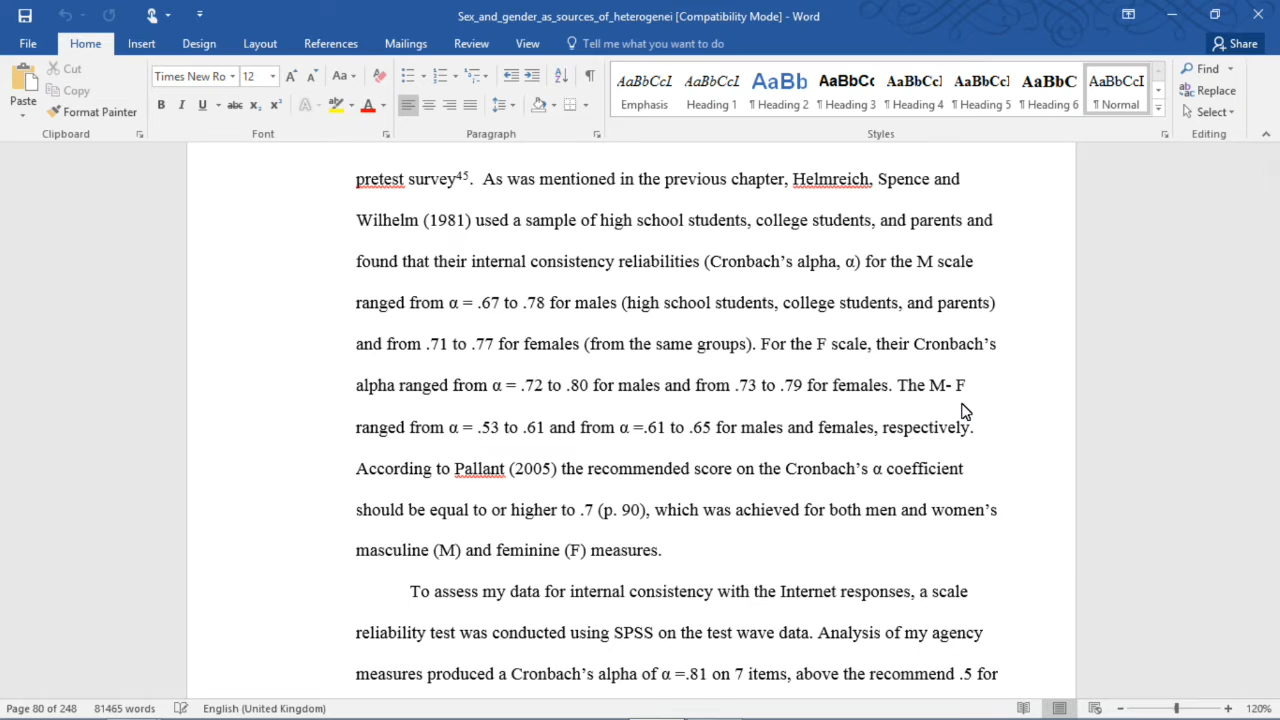 Sex_and_gender_as_sources_of_heterogenei [Compatibility Mode] - Word
File Home Insert Design Layout References Mailings Review View Tell me what you want to do Share
Paste
Cut
Copy
Format Painter
Clipboard
Times New Ro 12
Font
Paragraph
AaBbCcI Emphasis
AaBbCcI Heading 1
AaBb ¶ Heading 2
AaBbCc ¶ Heading 3
AaBbCcI ¶ Heading 4
AaBbCcI ¶ Heading 5
AaBbC ¶ Heading 6
AaBbCcI ¶ Normal
Styles
Find
Replace
Select
Editing
pretest survey⁴⁵.  As was mentioned in the previous chapter, Helmreich, Spence and
Wilhelm (1981) used a sample of high school students, college students, and parents and
found that their internal consistency reliabilities (Cronbach’s alpha, α) for the M scale
ranged from α = .67 to .78 for males (high school students, college students, and parents)
and from .71 to .77 for females (from the same groups). For the F scale, their Cronbach’s
alpha ranged from α = .72 to .80 for males and from .73 to .79 for females. The M- F
ranged from α = .53 to .61 and from α =.61 to .65 for males and females, respectively.
According to Pallant (2005) the recommended score on the Cronbach’s α coefficient
should be equal to or higher to .7 (p. 90), which was achieved for both men and women’s
masculine (M) and feminine (F) measures.
To assess my data for internal consistency with the Internet responses, a scale
reliability test was conducted using SPSS on the test wave data. Analysis of my agency
measures produced a Cronbach’s alpha of α =.81 on 7 items, above the recommend .5 for
Page 80 of 248 81465 words English (United Kingdom) 120%